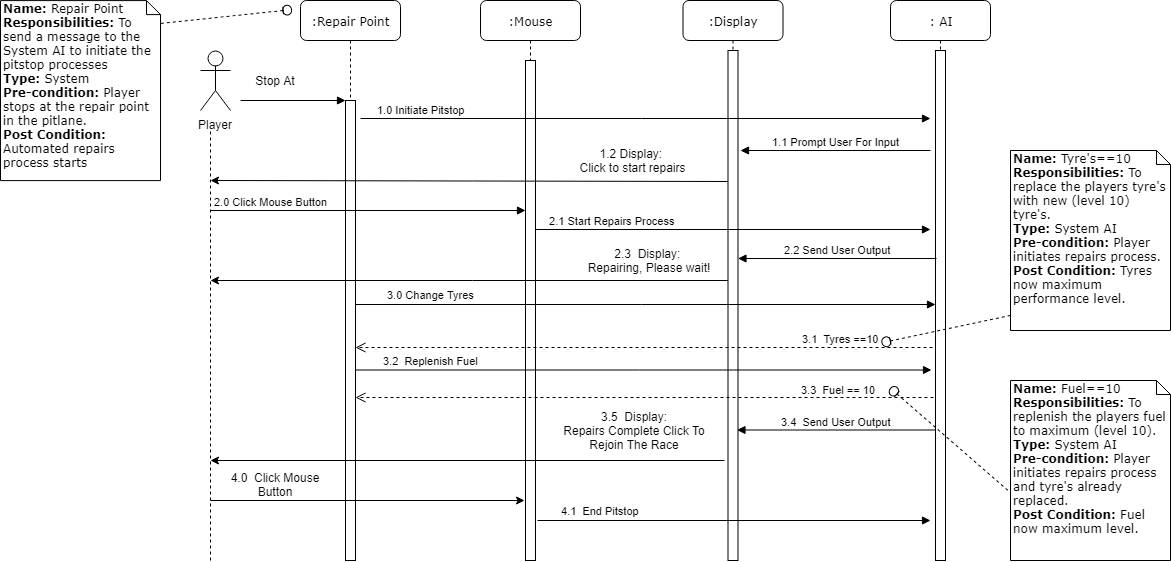 Name: Repair Point
Responsibilities: To
send a message to the
System AI to initiate the
pitstop processes
Type: System
Pre-condition: Player
stops at the repair point
in the pitlane.
Post Condition:
Automated repairs
process starts
:Repair Point
:Mouse
:Display
: AI
Player
Stop At
1.0 Initiate Pitstop
1.1 Prompt User For Input
1.2 Display:
Click to start repairs
2.0 Click Mouse Button
2.1 Start Repairs Process
2.2 Send User Output
2.3 Display:
Repairing, Please wait!
3.0 Change Tyres
3.1 Tyres ==10
3.2 Replenish Fuel
3.3 Fuel == 10
3.4 Send User Output
3.5 Display:
Repairs Complete Click To
Rejoin The Race
4.0 Click Mouse
Button
4.1 End Pitstop
Name: Tyre's==10
Responsibilities: To
replace the players tyre's
with new (level 10)
tyre's.
Type: System AI
Pre-condition: Player
initiates repairs process.
Post Condition: Tyres
now maximum
performance level.
Name: Fuel==10
Responsibilities: To
replenish the players fuel
to maximum (level 10).
Type: System AI
Pre-condition: Player
initiates repairs process
and tyre's already
replaced.
Post Condition: Fuel
now maximum level.